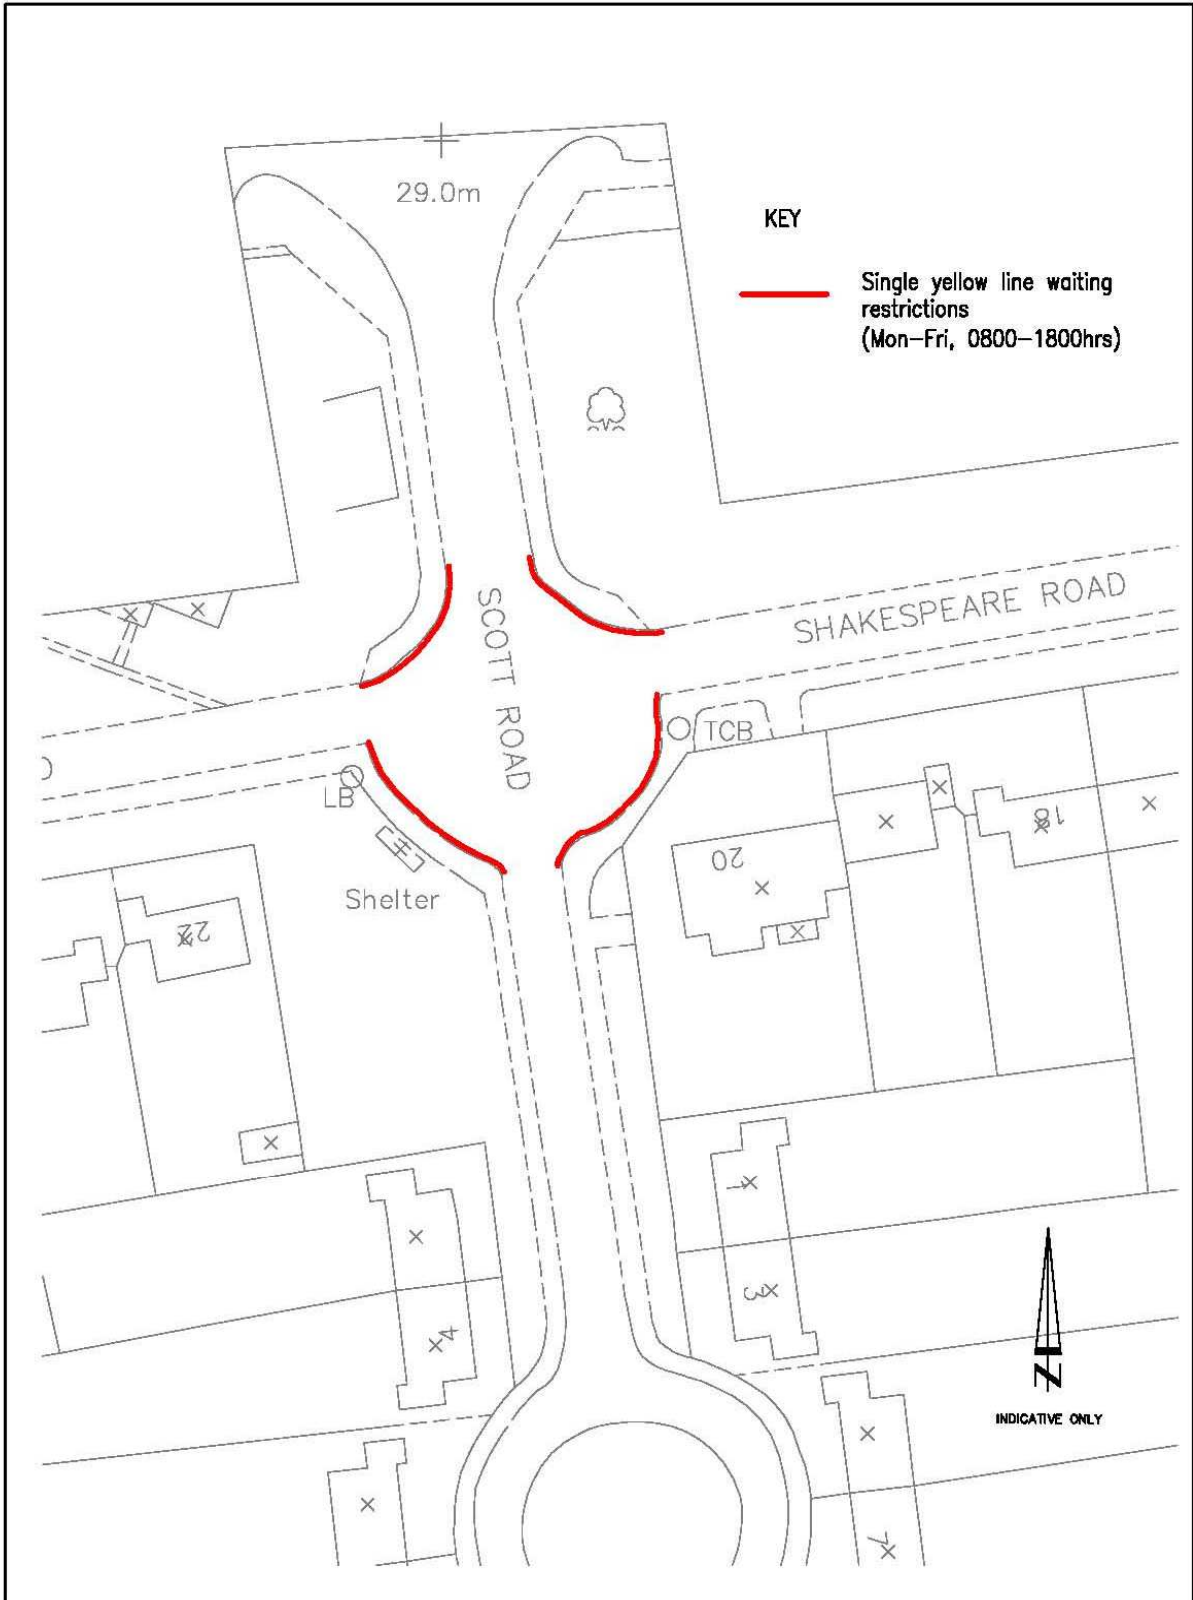 29.0m
KEY
Single yellow line waiting
restrictions
(Mon-Fri, 0800-1800hrs)
SCOTT ROAD
SHAKESPEARE ROAD
TCB
LB
Shelter
18
20
22
1
3
4
N
INDICATIVE ONLY
7